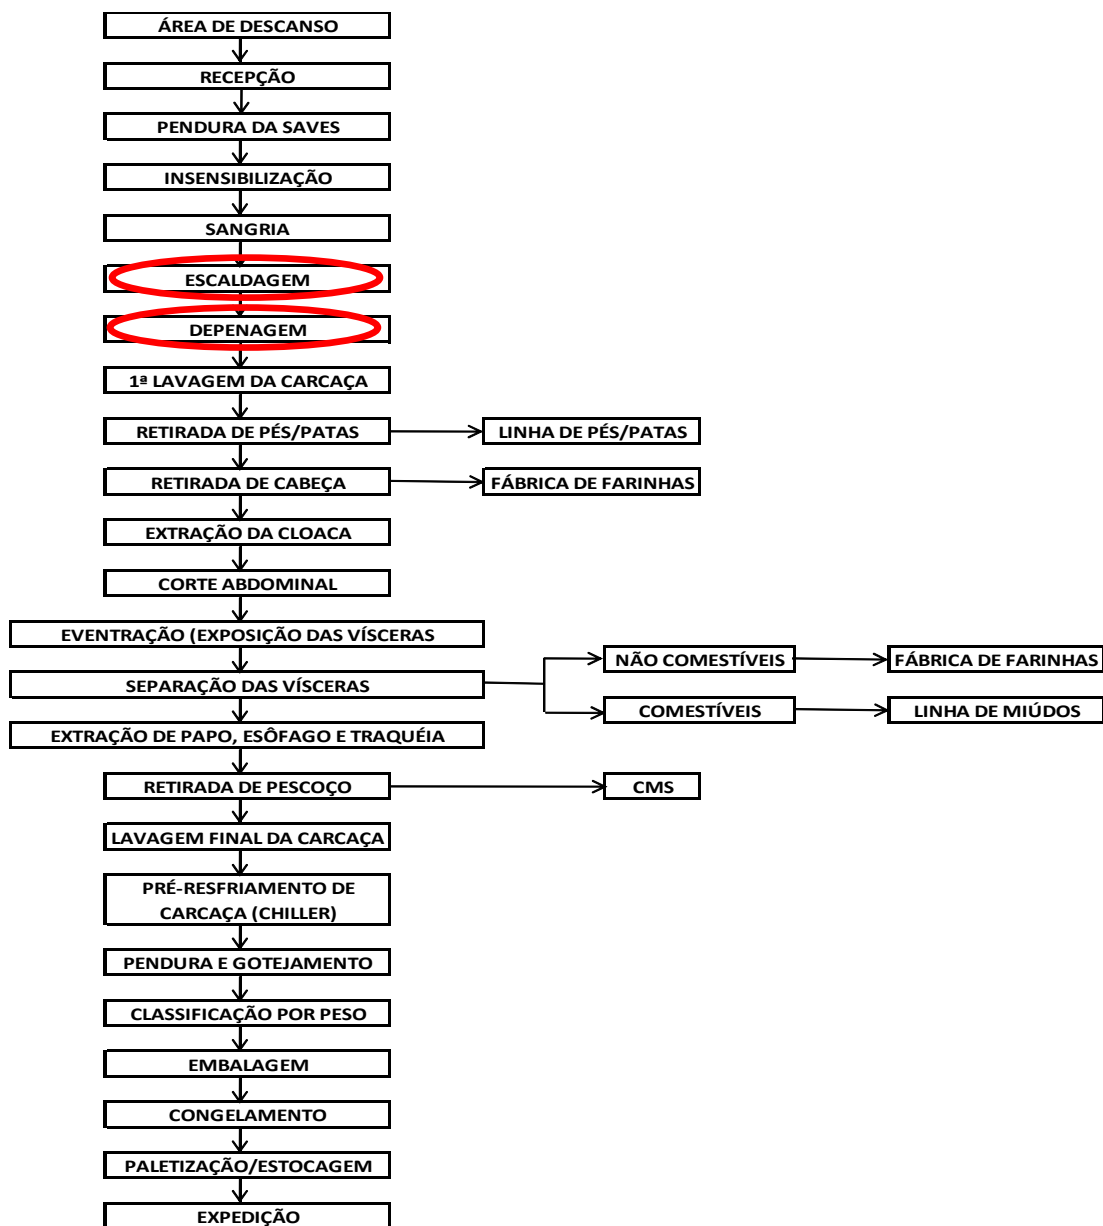 ÁREA DE DESCANSO
RECEPÇÃO
PENDURA DA SAVES
INSENSIBILIZAÇÃO
SANGRIA
ESCALDAGEM
DEPENAGEM
1ª LAVAGEM DA CARCAÇA
RETIRADA DE PÉS/PATAS
LINHA DE PÉS/PATAS
RETIRADA DE CABEÇA
FÁBRICA DE FARINHAS
EXTRAÇÃO DA CLOACA
CORTE ABDOMINAL
EVENTRAÇÃO (EXPOSIÇÃO DAS VÍSCERAS
NÃO COMESTÍVEIS
FÁBRICA DE FARINHAS
SEPARAÇÃO DAS VÍSCERAS
COMESTÍVEIS
LINHA DE MIÚDOS
EXTRAÇÃO DE PAPO, ESÔFAGO E TRAQUÉIA
RETIRADA DE PESCOÇO
CMS
LAVAGEM FINAL DA CARCAÇA
PRÉ-RESFRIAMENTO DE
CARCAÇA (CHILLER)
PENDURA E GOTEJAMENTO
CLASSIFICAÇÃO POR PESO
EMBALAGEM
CONGELAMENTO
PALETIZAÇÃO/ESTOCAGEM
EXPEDIÇÃO